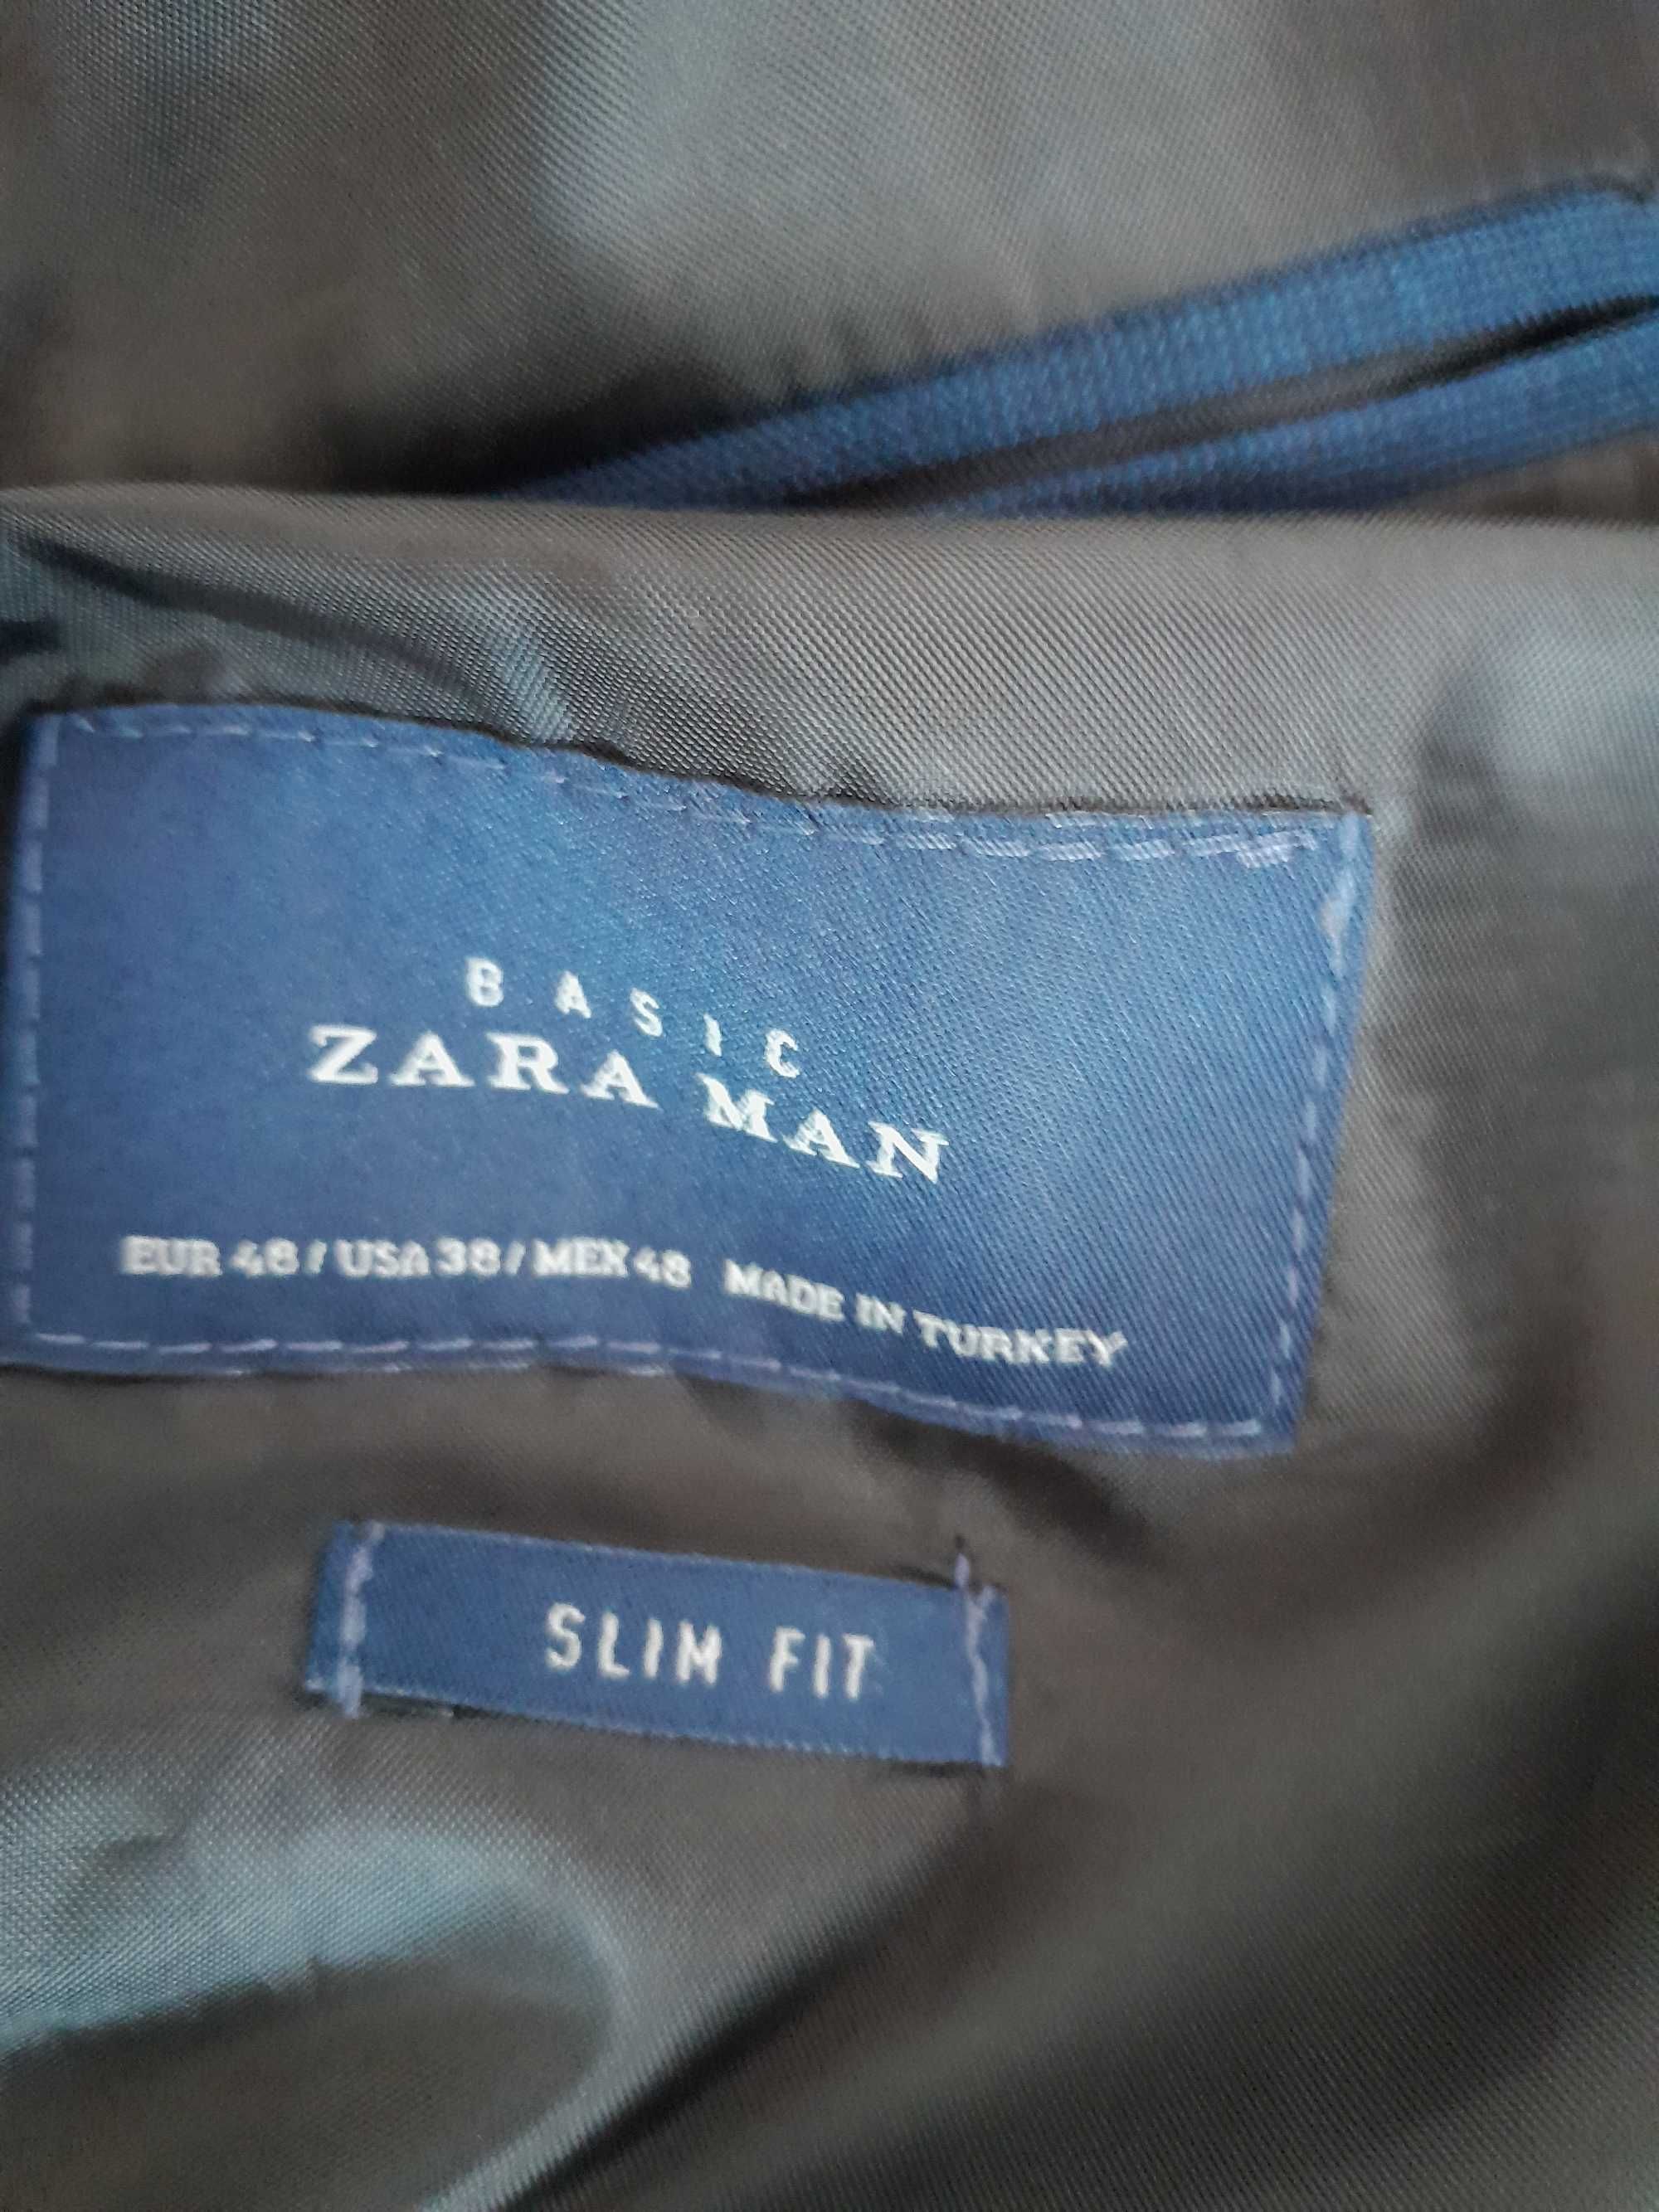 BASIC
ZARA MAN
EUR 48 / USA 38 / MEX 48 MADE IN TURKEY
SLIM FIT